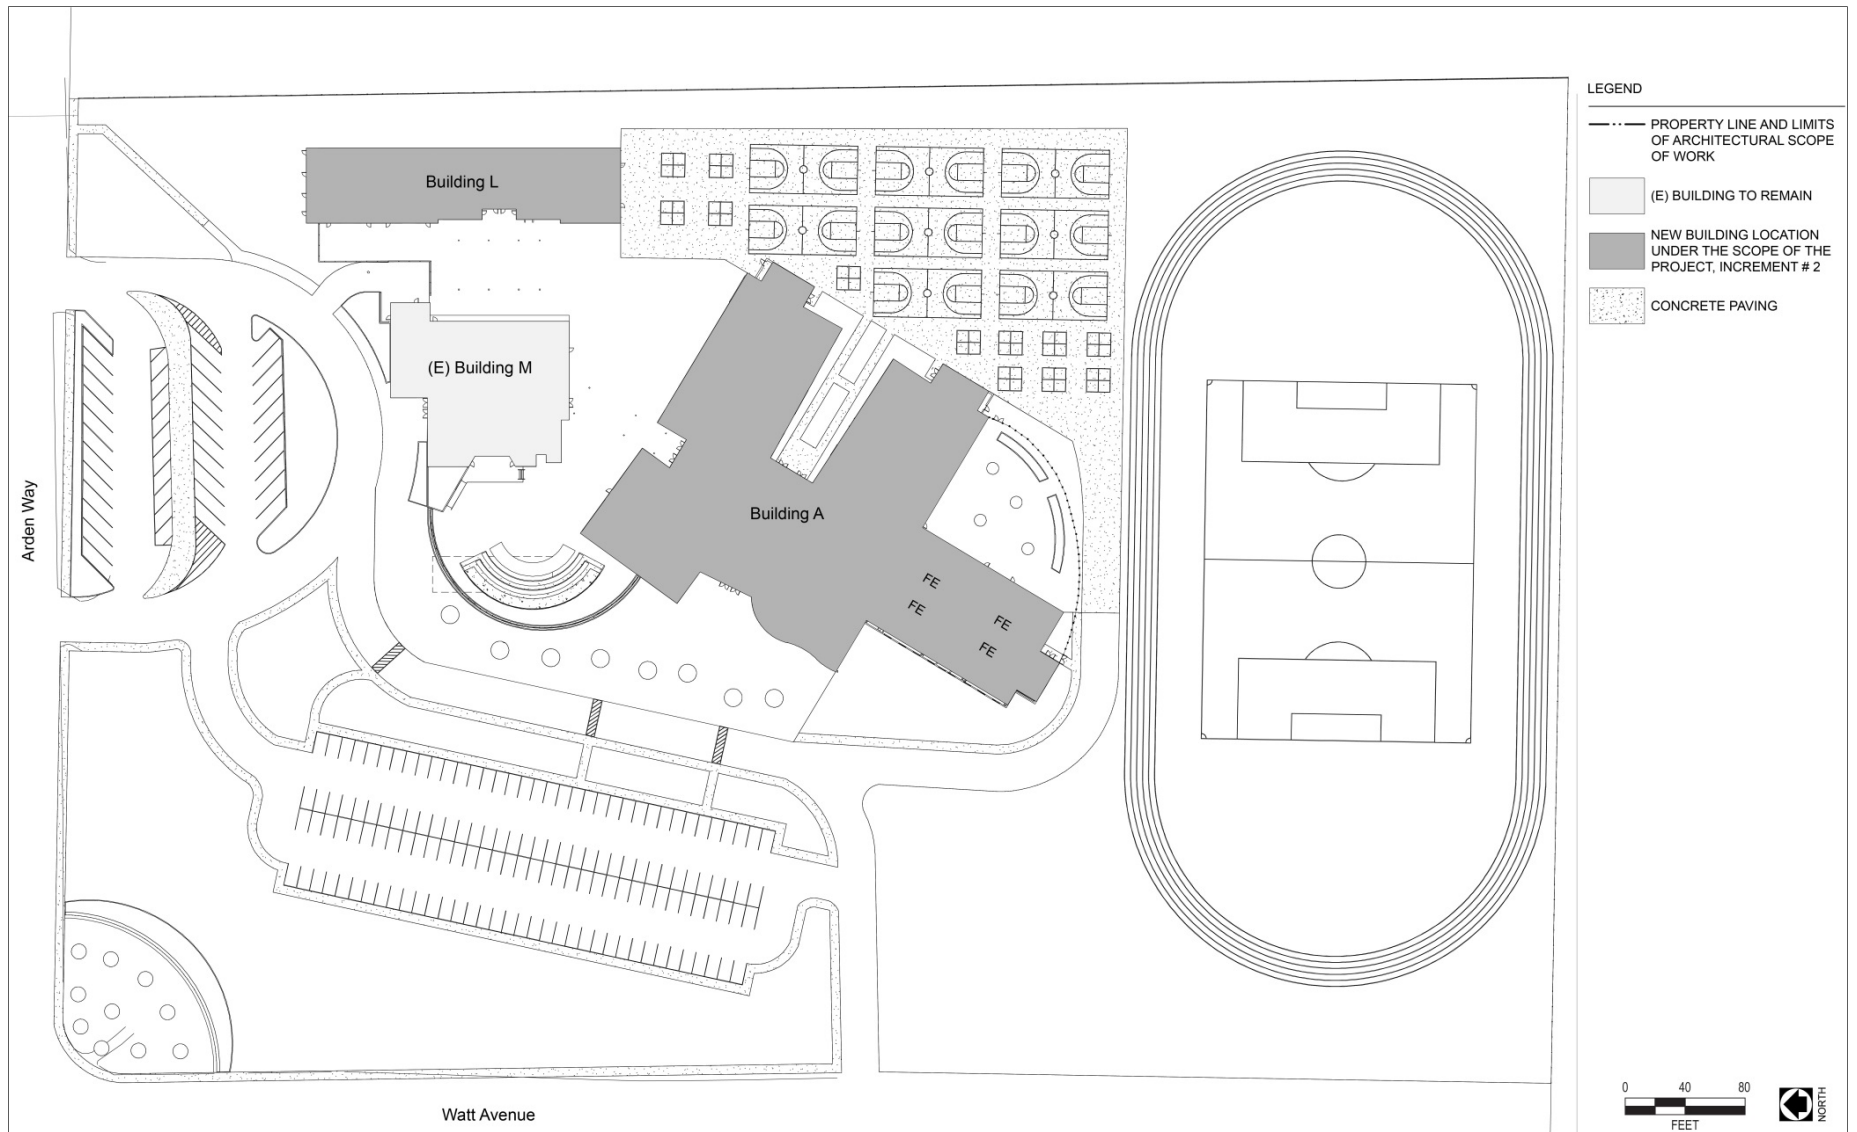 LEGEND
PROPERTY LINE AND LIMITS
OF ARCHITECTURAL SCOPE
OF WORK
(E) BUILDING TO REMAIN
NEW BUILDING LOCATION
UNDER THE SCOPE OF THE
PROJECT, INCREMENT # 2
CONCRETE PAVING
Building L
(E) Building M
Building A
FE
FE
FE
FE
Arden Way
Watt Avenue
0 40 80
FEET
NORTH